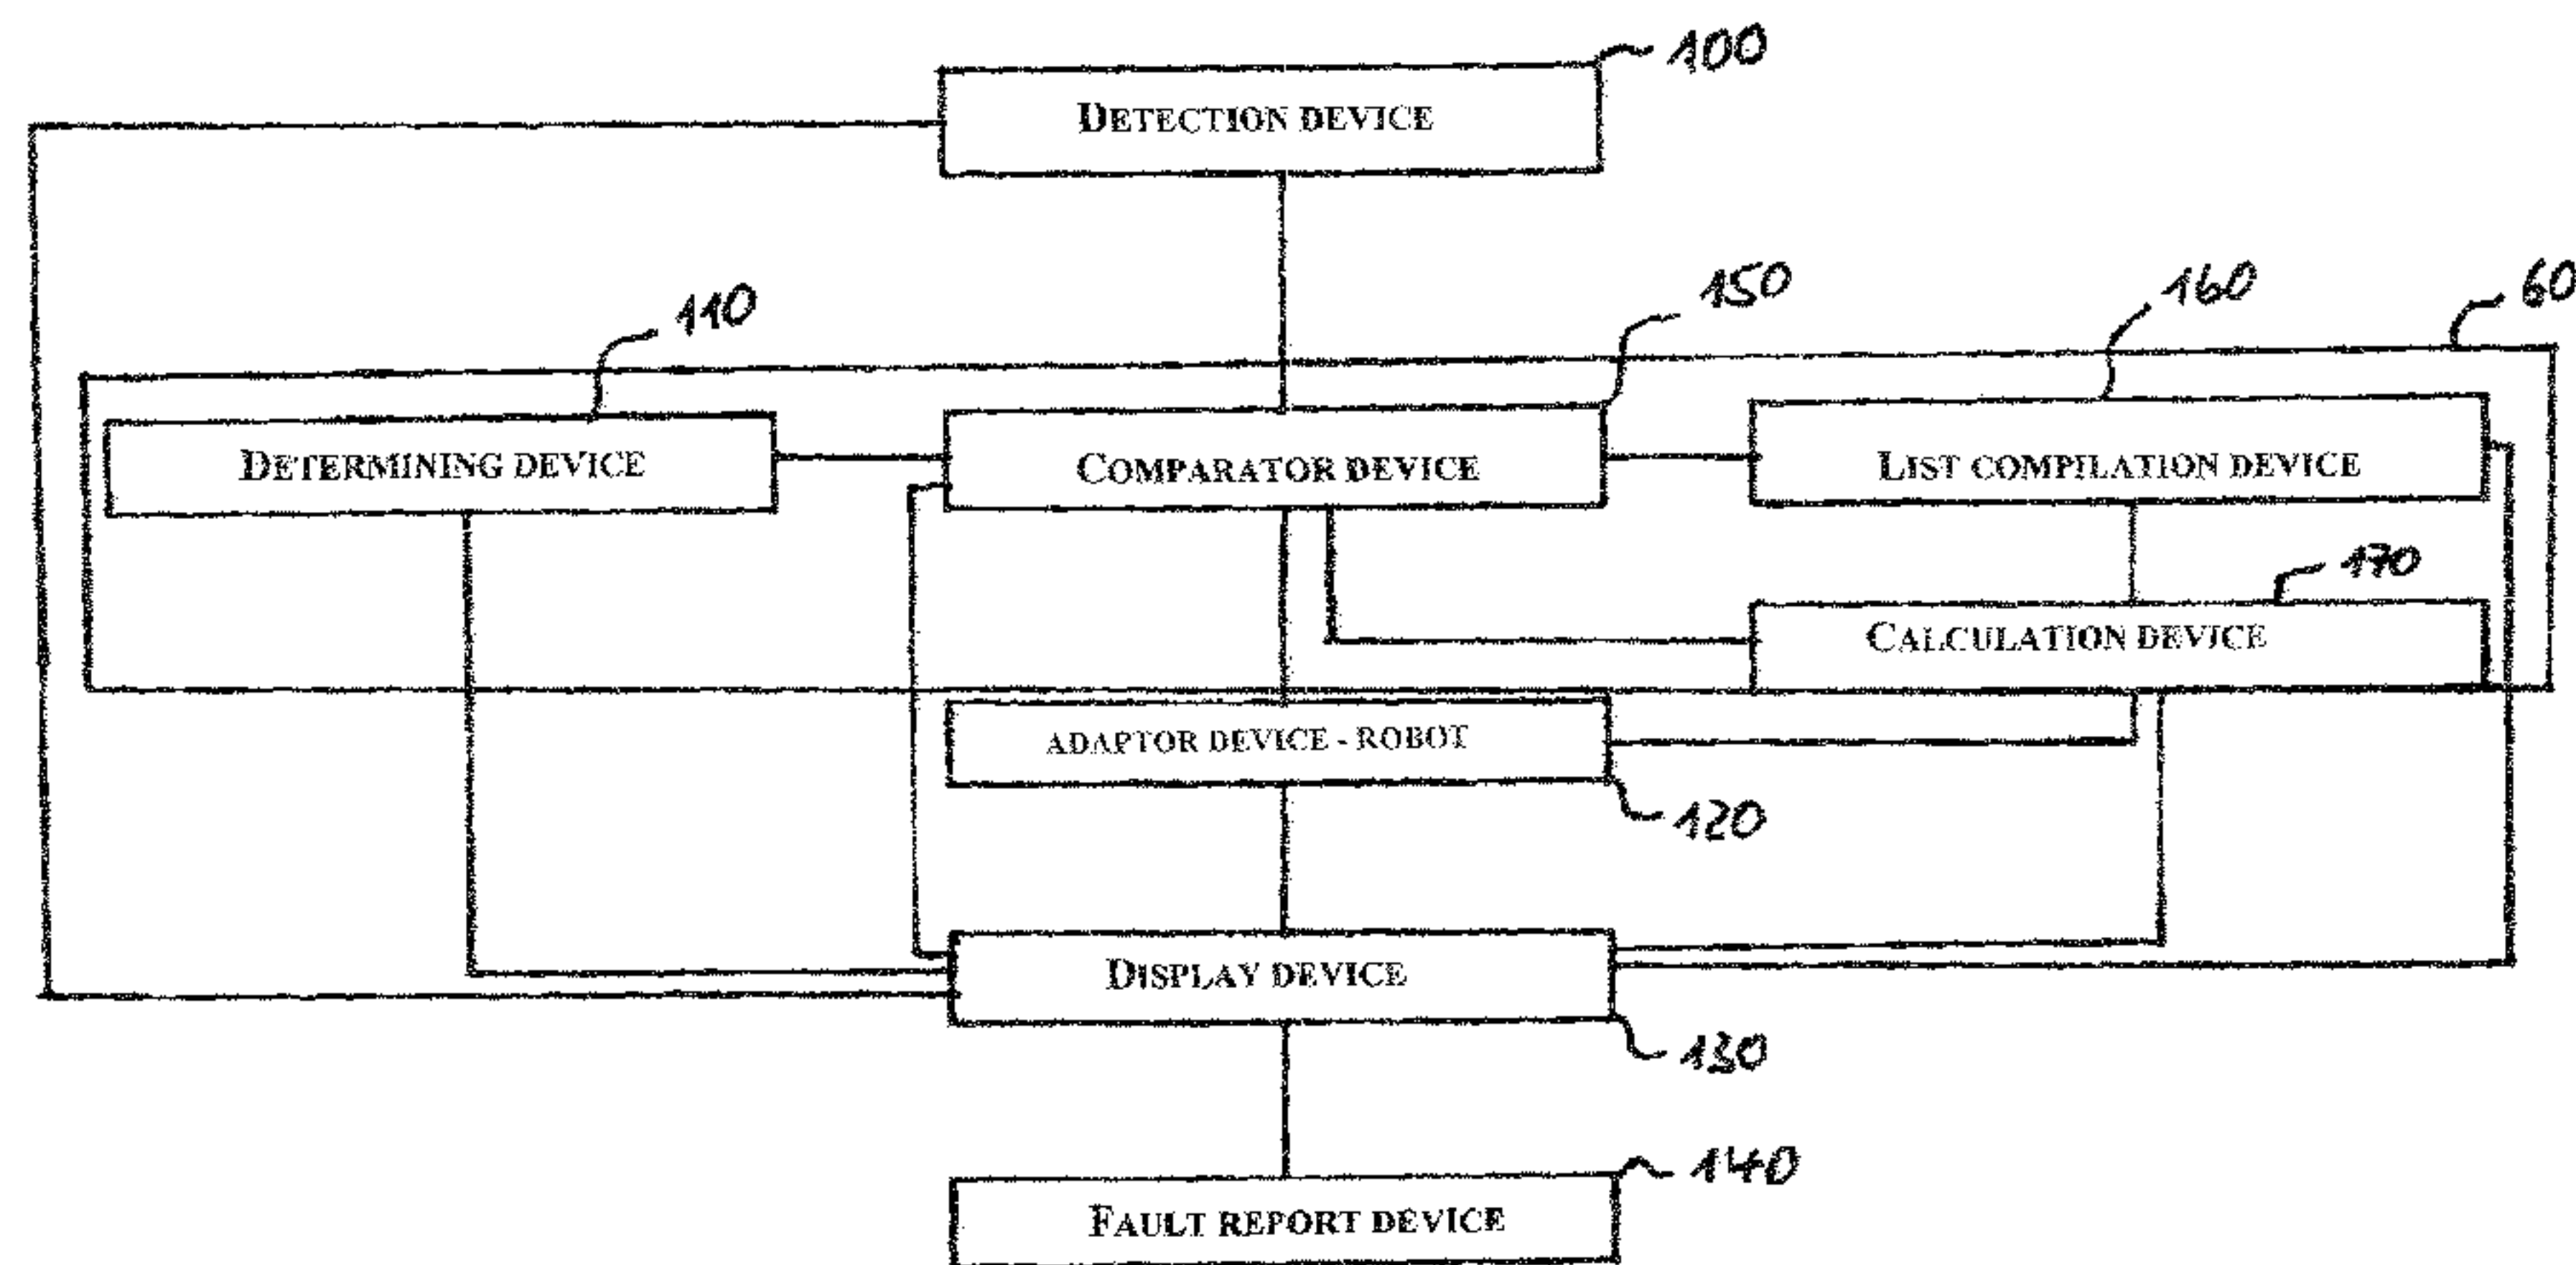 100
DETECTION DEVICE
110
150
160
60
DETERMINING DEVICE
COMPARATOR DEVICE
LIST COMPILATION DEVICE
170
CALCULATION DEVICE
ADAPTOR DEVICE - ROBOT
120
DISPLAY DEVICE
130
140
FAULT REPORT DEVICE